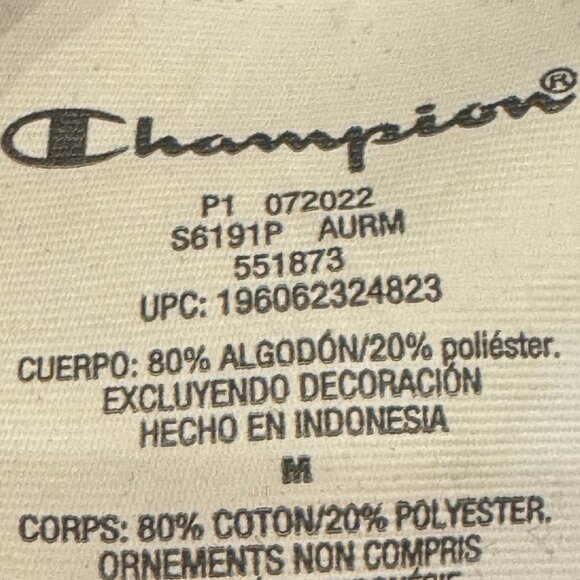 Champion®
P1 072022
S6191P AURM
551873
UPC: 196062324823
CUERPO: 80% ALGODÓN/20% poliéster.
EXCLUYENDO DECORACIÓN
HECHO EN INDONESIA
M
CORPS: 80% COTON/20% POLYESTER.
ORNEMENTS NON COMPRIS